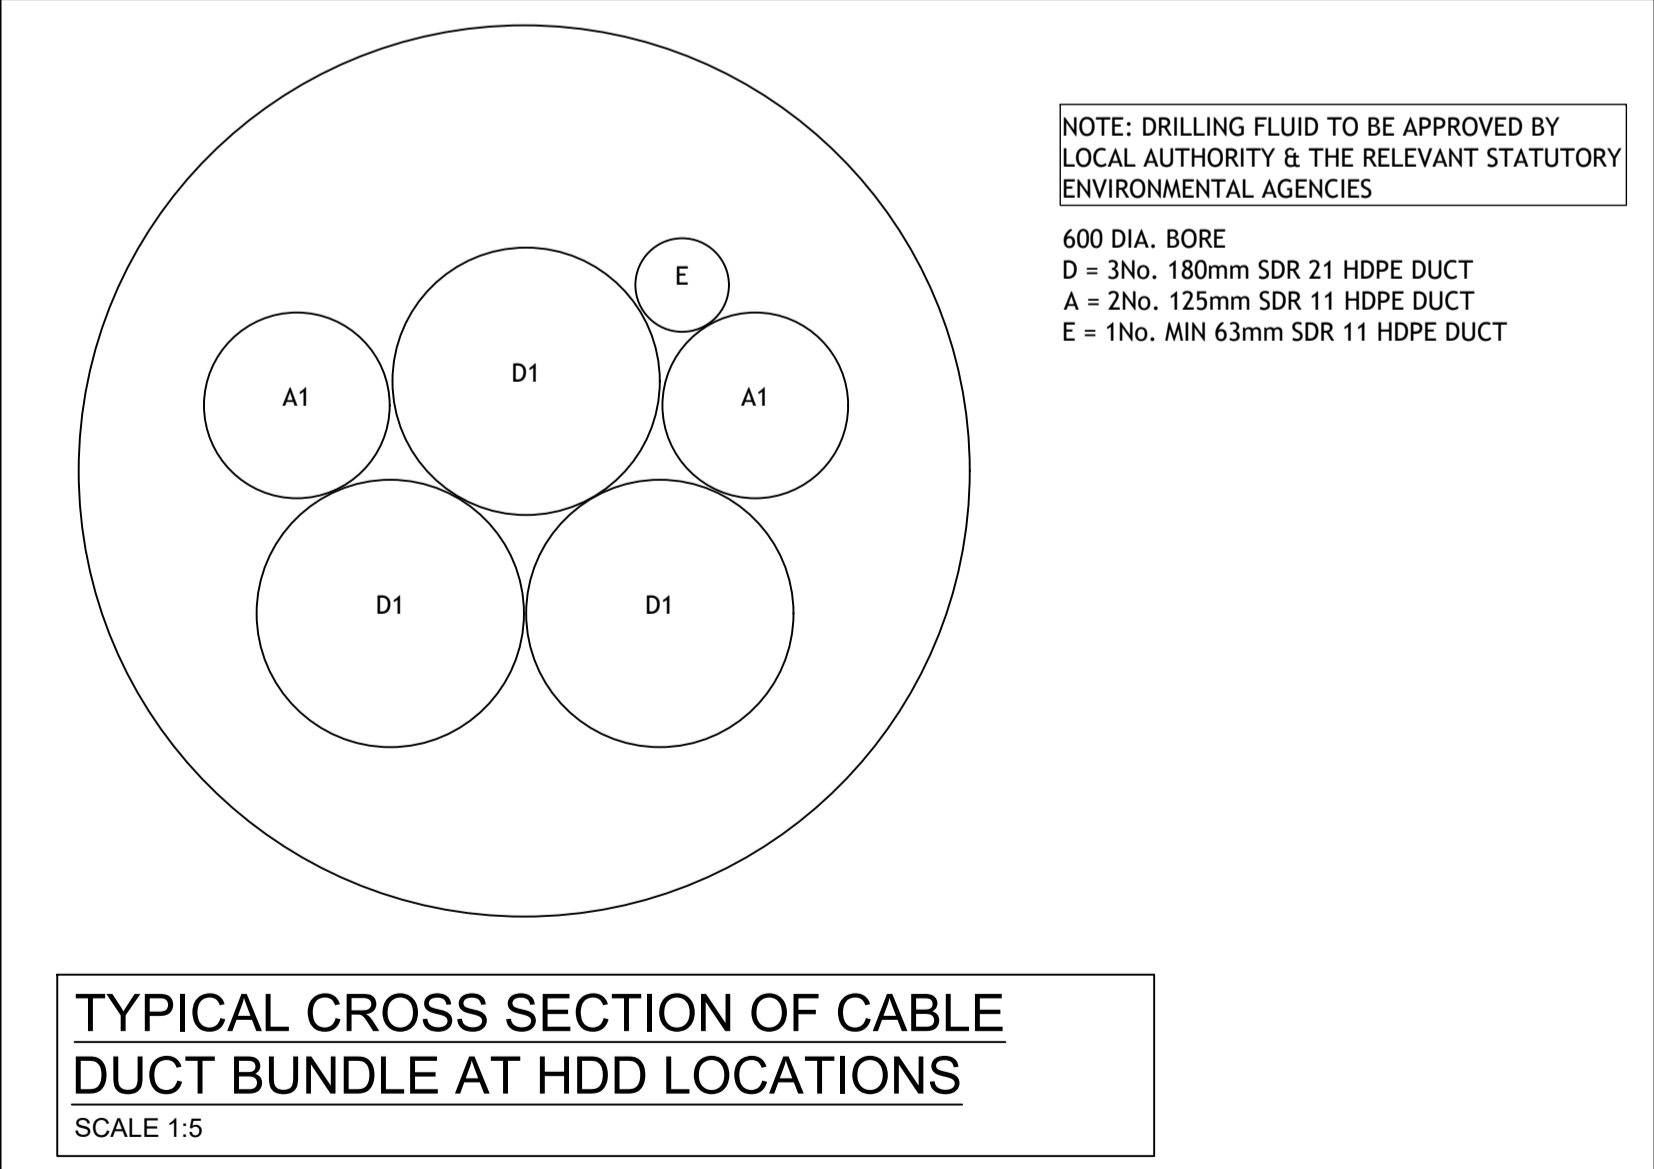 NOTE: DRILLING FLUID TO BE APPROVED BY
LOCAL AUTHORITY & THE RELEVANT STATUTORY
ENVIRONMENTAL AGENCIES
600 DIA. BORE
D = 3No. 180mm SDR 21 HDPE DUCT
A = 2No. 125mm SDR 11 HDPE DUCT
E = 1No. MIN 63mm SDR 11 HDPE DUCT
E
D1
A1
A1
D1
D1
TYPICAL CROSS SECTION OF CABLE
DUCT BUNDLE AT HDD LOCATIONS
SCALE 1:5